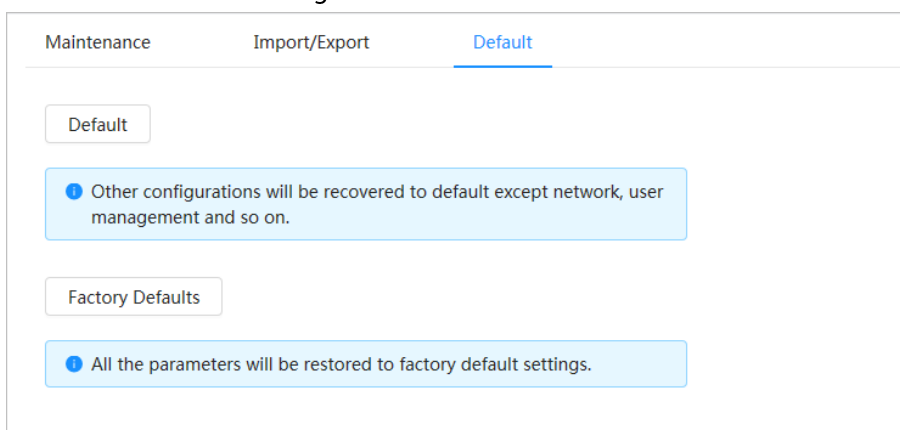 Maintenance Import/Export Default
Default
Other configurations will be recovered to default except network, user
management and so on.
Factory Defaults
All the parameters will be restored to factory default settings.